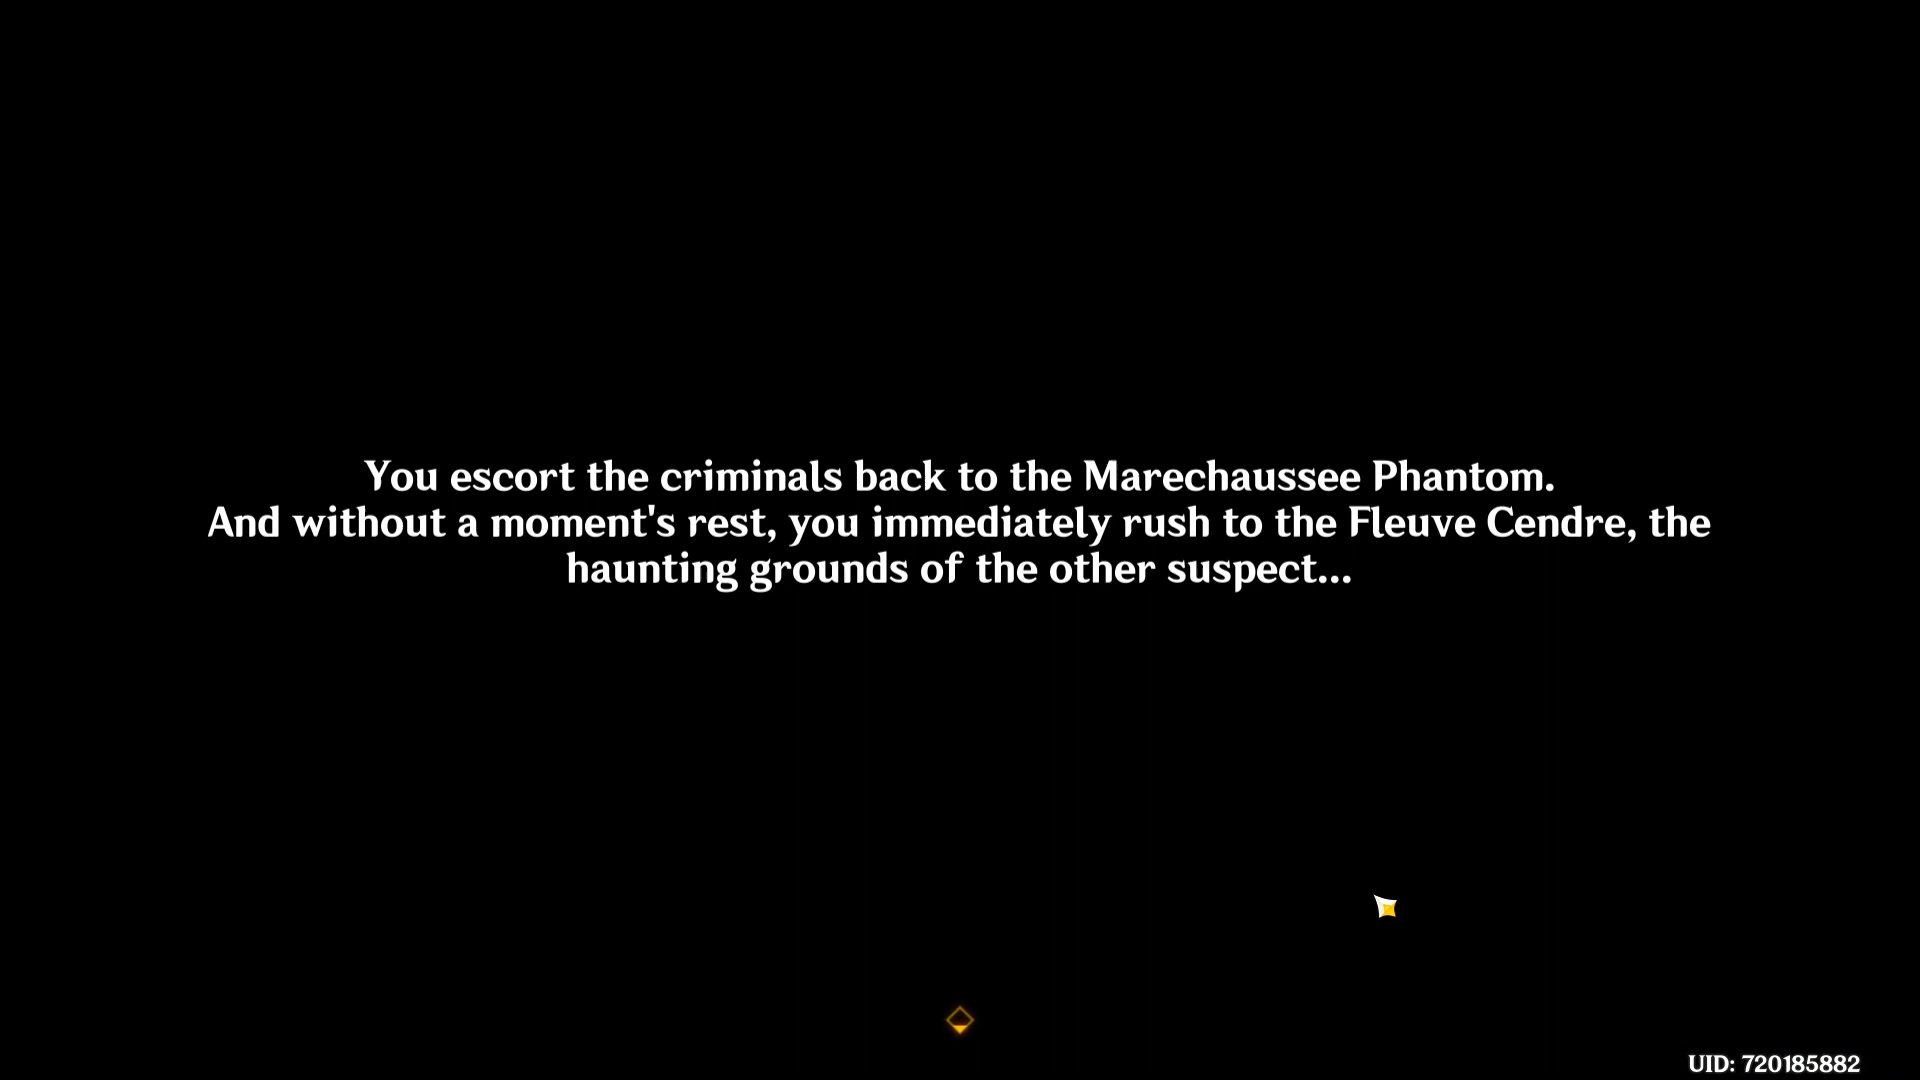 You escort the criminals back to the Marechaussee Phantom.
And without a moment's rest, you immediately rush to the Fleuve Cendre, the
haunting grounds of the other suspect...
UID: 720185882